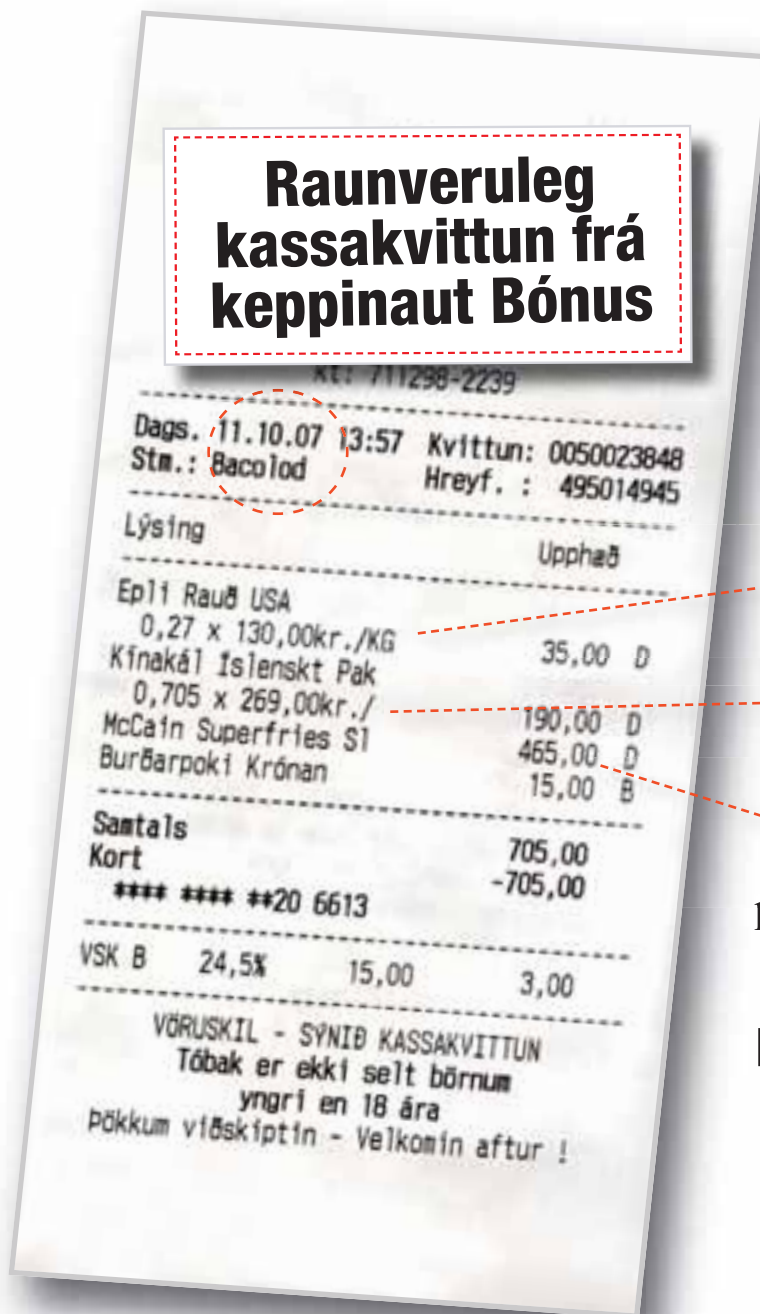 Raunveruleg
kassakvittun frá
keppinaut Bónus
Kt: 711298-2239
Dags. 11.10.07 13:57 Kvittun: 0050023848
Stm.: Bacolod Hreyf. : 495014945
Lýsing Upphæð
Epli Rauð USA
0,27 x 130,00kr./KG 35,00 D
Kínakál Íslenskt Pak
0,705 x 269,00kr./ 190,00 D
McCain Superfries Sl 465,00 D
Burðarpoki Krónan 15,00 B
Samtals 705,00
Kort -705,00
**** **** **20 6613
VSK B 24,5% 15,00 3,00
VÖRUSKIL - SÝNIÐ KASSAKVITTUN
Tóbak er ekki selt börnum
yngri en 18 ára
Þökkum viðskiptin - Velkomin aftur !